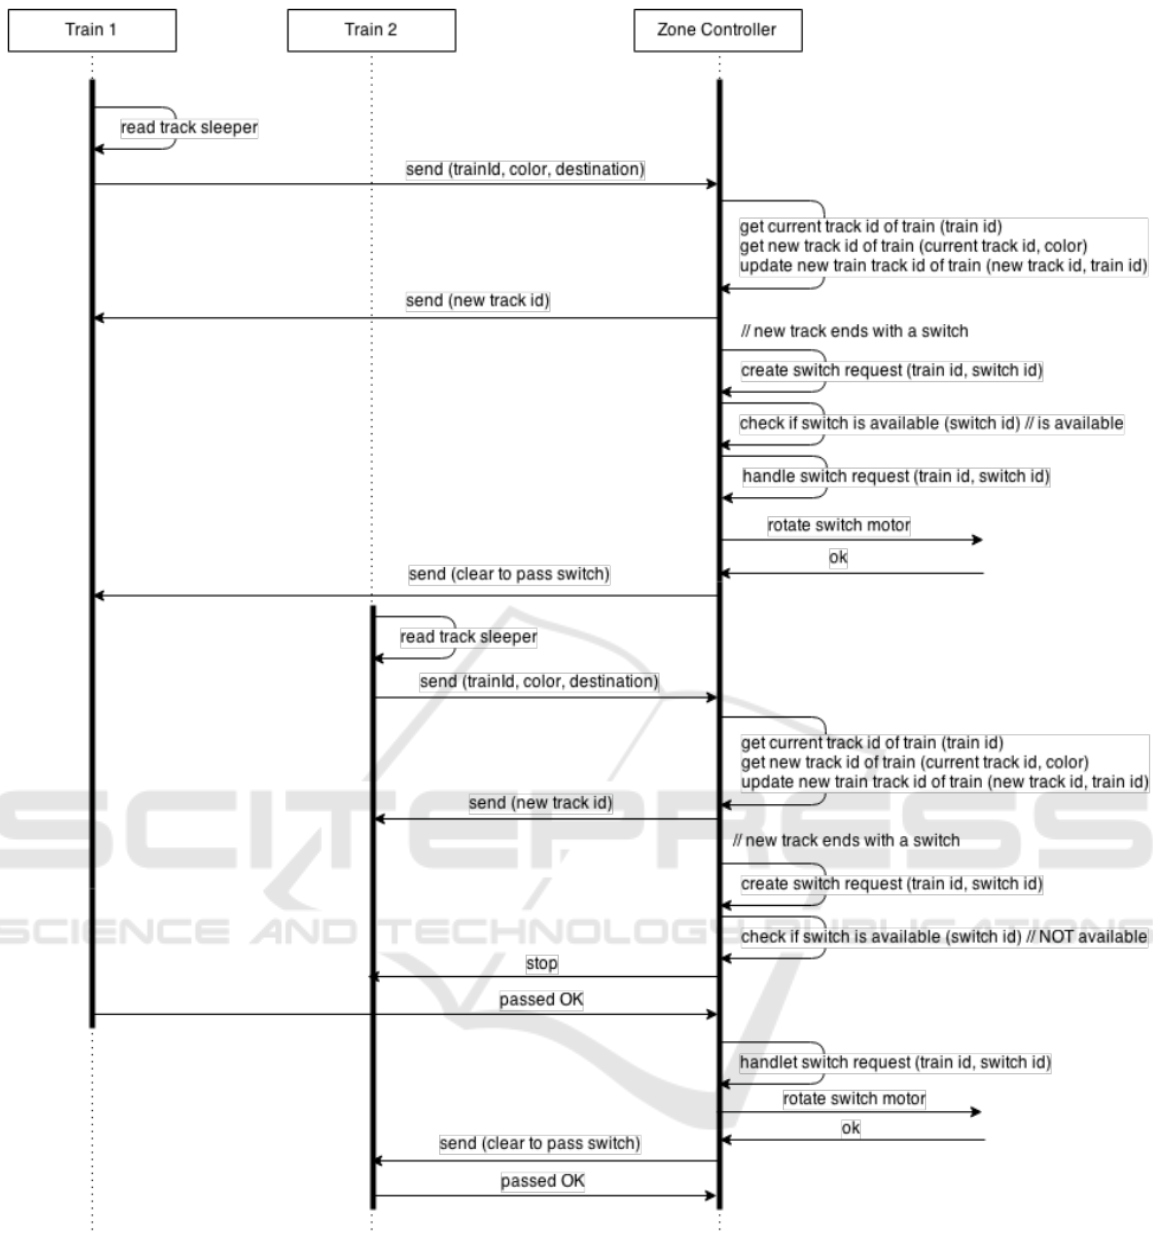 Train 1
Train 2
Zone Controller
read track sleeper
send (trainId, color, destination)
get current track id of train (train id)
get new track id of train (current track id, color)
update new train track id of train (new track id, train id)
send (new track id)
// new track ends with a switch
create switch request (train id, switch id)
check if switch is available (switch id) // is available
handle switch request (train id, switch id)
rotate switch motor
ok
send (clear to pass switch)
read track sleeper
send (trainId, color, destination)
get current track id of train (train id)
get new track id of train (current track id, color)
update new train track id of train (new track id, train id)
send (new track id)
SCITEPRESS
// new track ends with a switch
create switch request (train id, switch id)
SCIENCE AND TECHNOLOGY PUBLICATIONS
check if switch is available (switch id) // NOT available
stop
passed OK
handlet switch request (train id, switch id)
rotate switch motor
ok
send (clear to pass switch)
passed OK